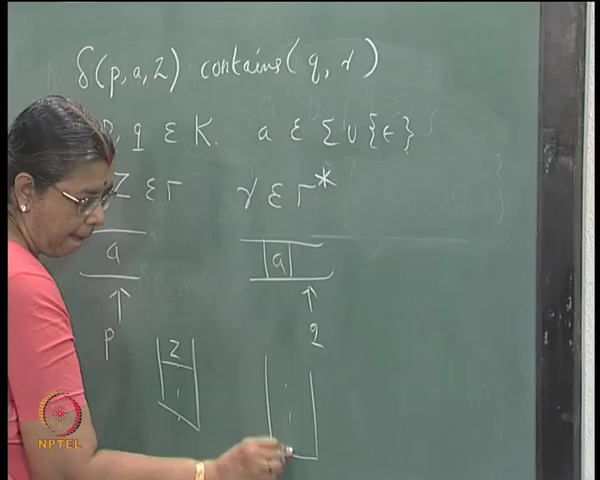 δ(p, a, Z) contains (q, γ)
p, q ∈ K. a ∈ Σ ∪ {ϵ}
Z ∈ Γ γ ∈ Γ*
a a
p q
Z
NPTEL